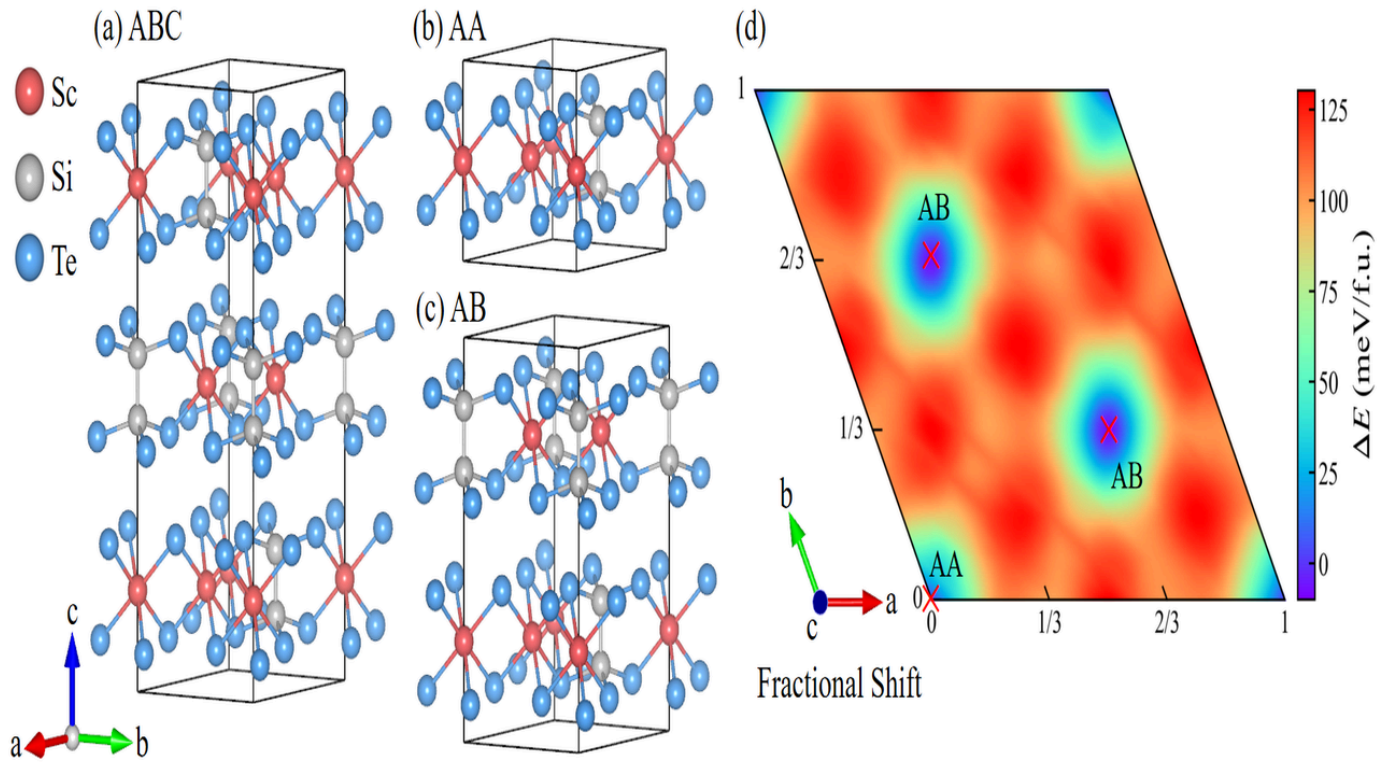 (a) ABC
Sc
Si
Te
c
a
b
(b) AA
(c) AB
(d)
1
2/3
1/3
0
AB
AB
AA
0
1/3
2/3
1
b
a
c
Fractional Shift
125
100
75
50
25
0
ΔE (meV/f.u.)